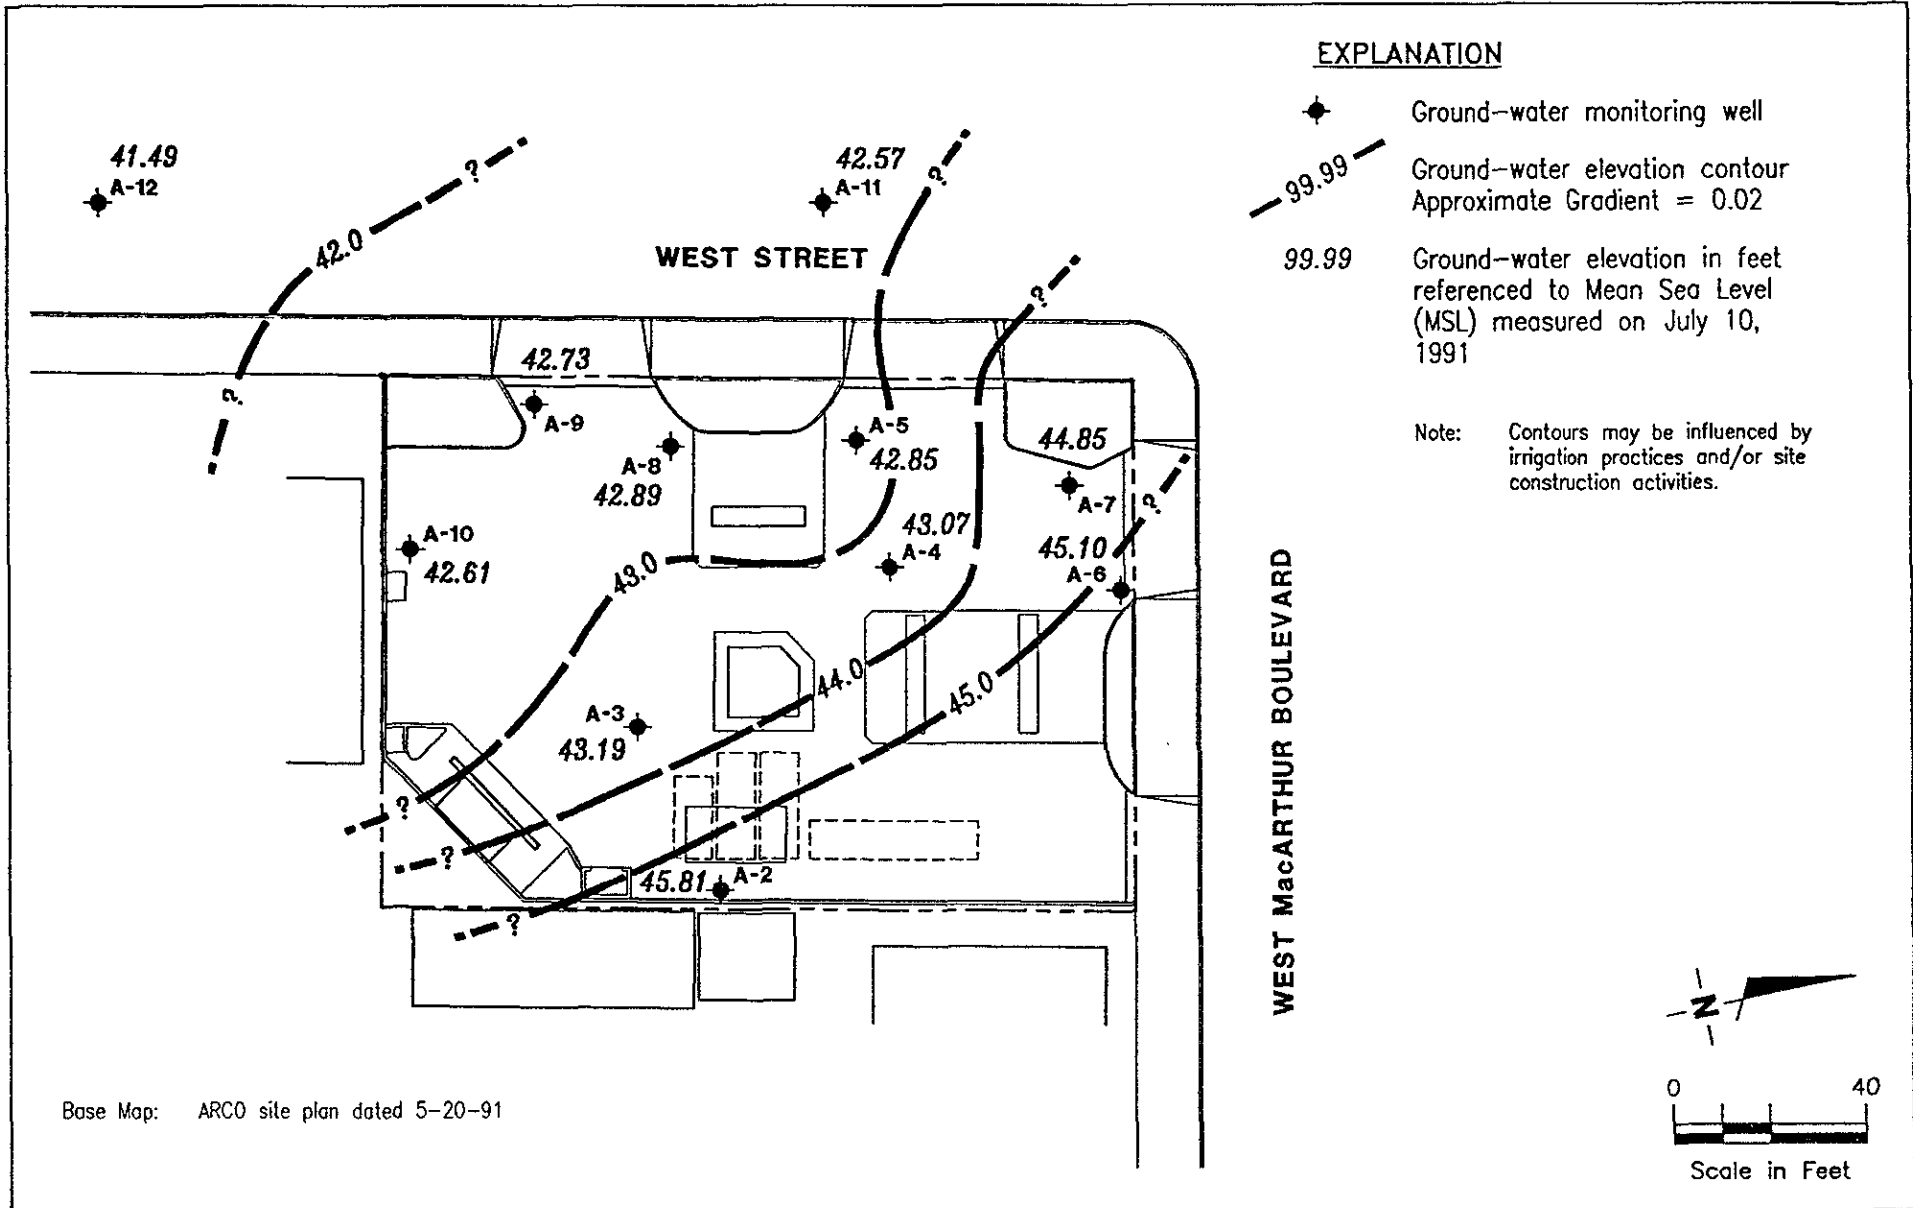 EXPLANATION
Ground-water monitoring well
99.99
Ground-water elevation contour
Approximate Gradient = 0.02
99.99
Ground-water elevation in feet
referenced to Mean Sea Level
(MSL) measured on July 10,
1991
Note: Contours may be influenced by
irrigation practices and/or site
construction activities.
41.49
A-12
42.0
?
?
42.57
A-11
?
WEST STREET
?
42.73
A-9
A-8
42.89
A-5
42.85
44.85
A-7
?
A-10
42.61
43.0
43.07
A-4
45.10
A-6
44.0
45.0
A-3
43.19
?
?
?
45.81
A-2
WEST MacARTHUR BOULEVARD
N
0 40
Scale in Feet
Base Map: ARCO site plan dated 5-20-91